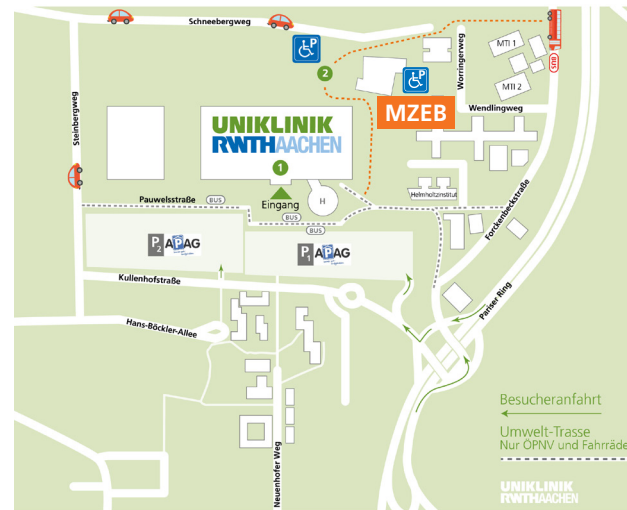 Schneebergweg
P
2
Worringerweg
MTI 1
BUS
MTI 2
P
MZEB
Wendlingweg
Steinbergweg
UNIKLINIK
RWTHAACHEN
1
Helmholtzinstitut
Pauwelsstraße
BUS
Eingang
H
BUS
BUS
Forckenbeckstraße
P2 APAG
P1 APAG
Kullenhofstraße
Pariser Ring
Hans-Böckler-Allee
Neuenhofer Weg
Besucheranfahrt
Umwelt-Trasse
Nur ÖPNV und Fahrräde
UNIKLINIK
RWTHAACHEN